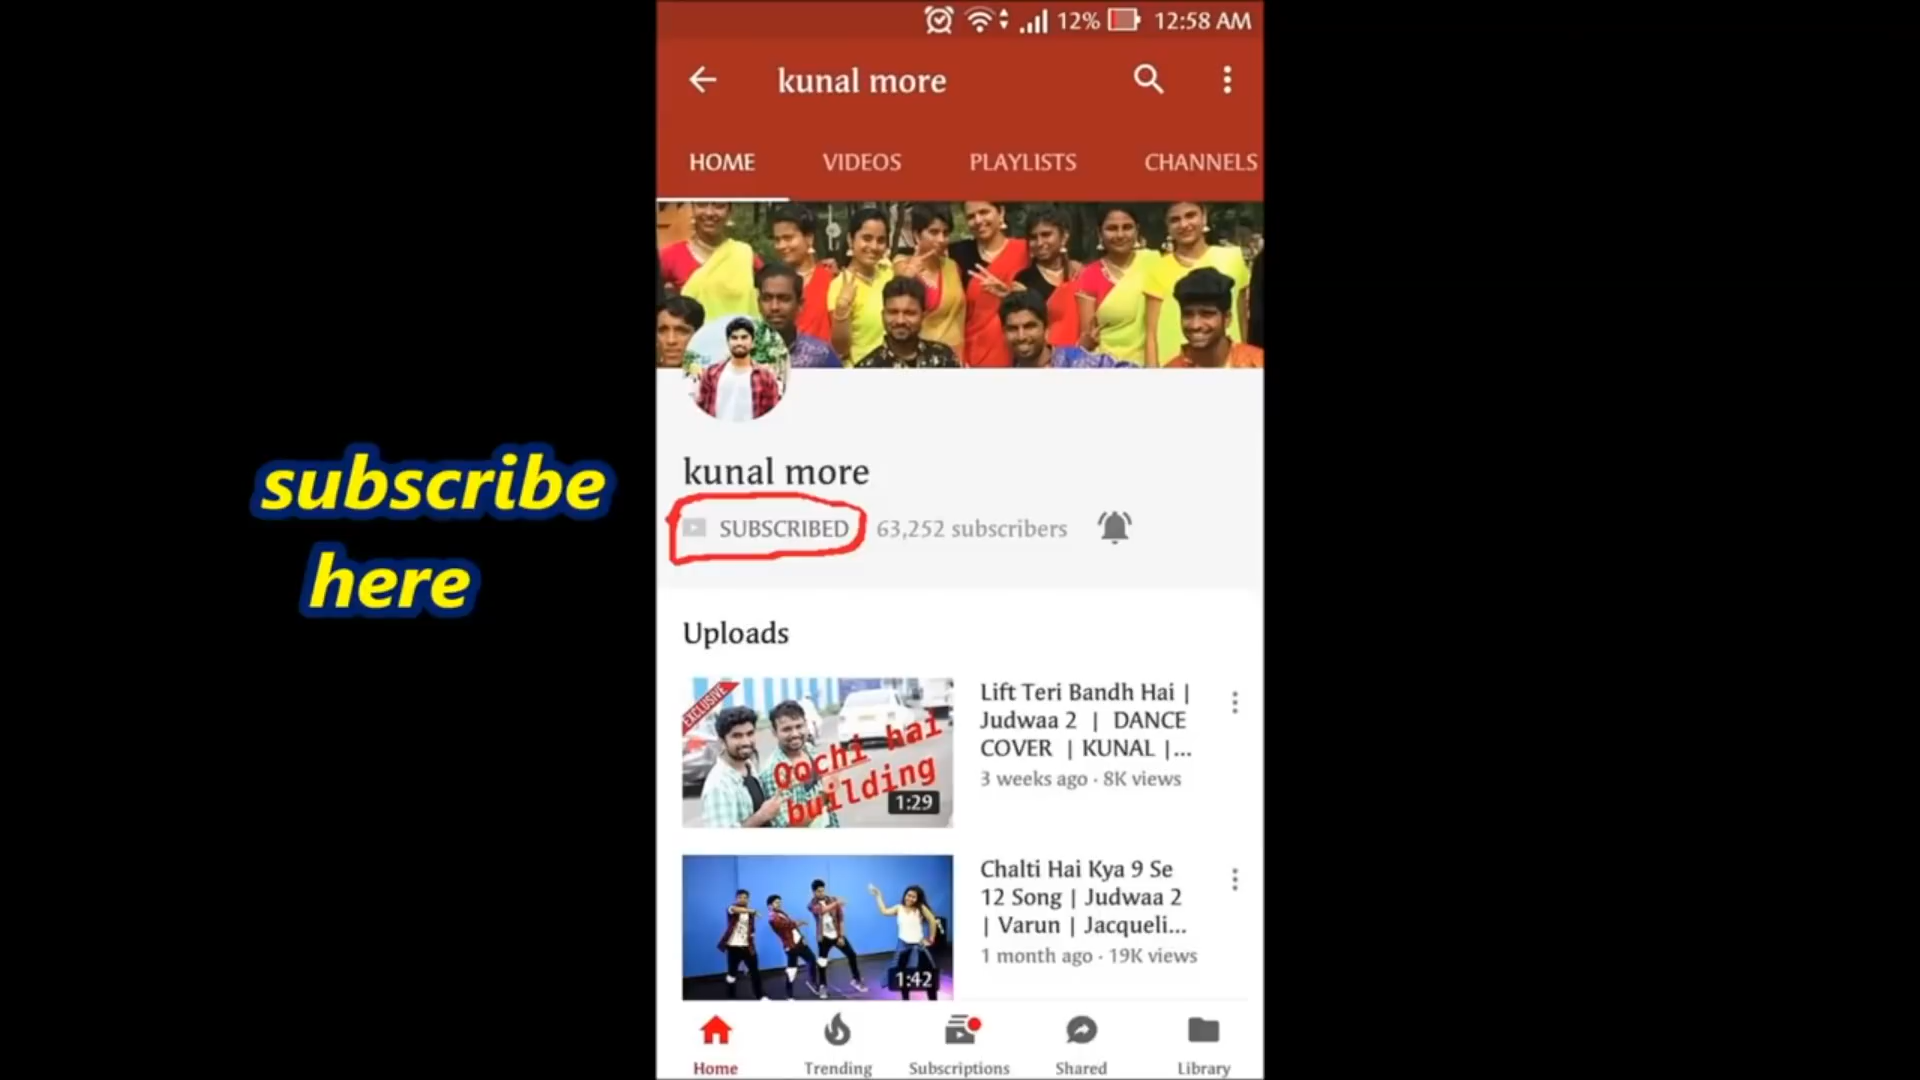 12% 12:58 AM
kunal more
HOME VIDEOS PLAYLISTS CHANNELS
subscribe
here
kunal more
SUBSCRIBED 63,252 subscribers
Uploads
EXCLUSIVE
Oochi hai
building
1:29
Lift Teri Bandh Hai |
Judwaa 2 | DANCE
COVER | KUNAL |...
3 weeks ago · 8K views
1:42
Chalti Hai Kya 9 Se
12 Song | Judwaa 2
| Varun | Jacqueli...
1 month ago · 19K views
Home Trending Subscriptions Shared Library